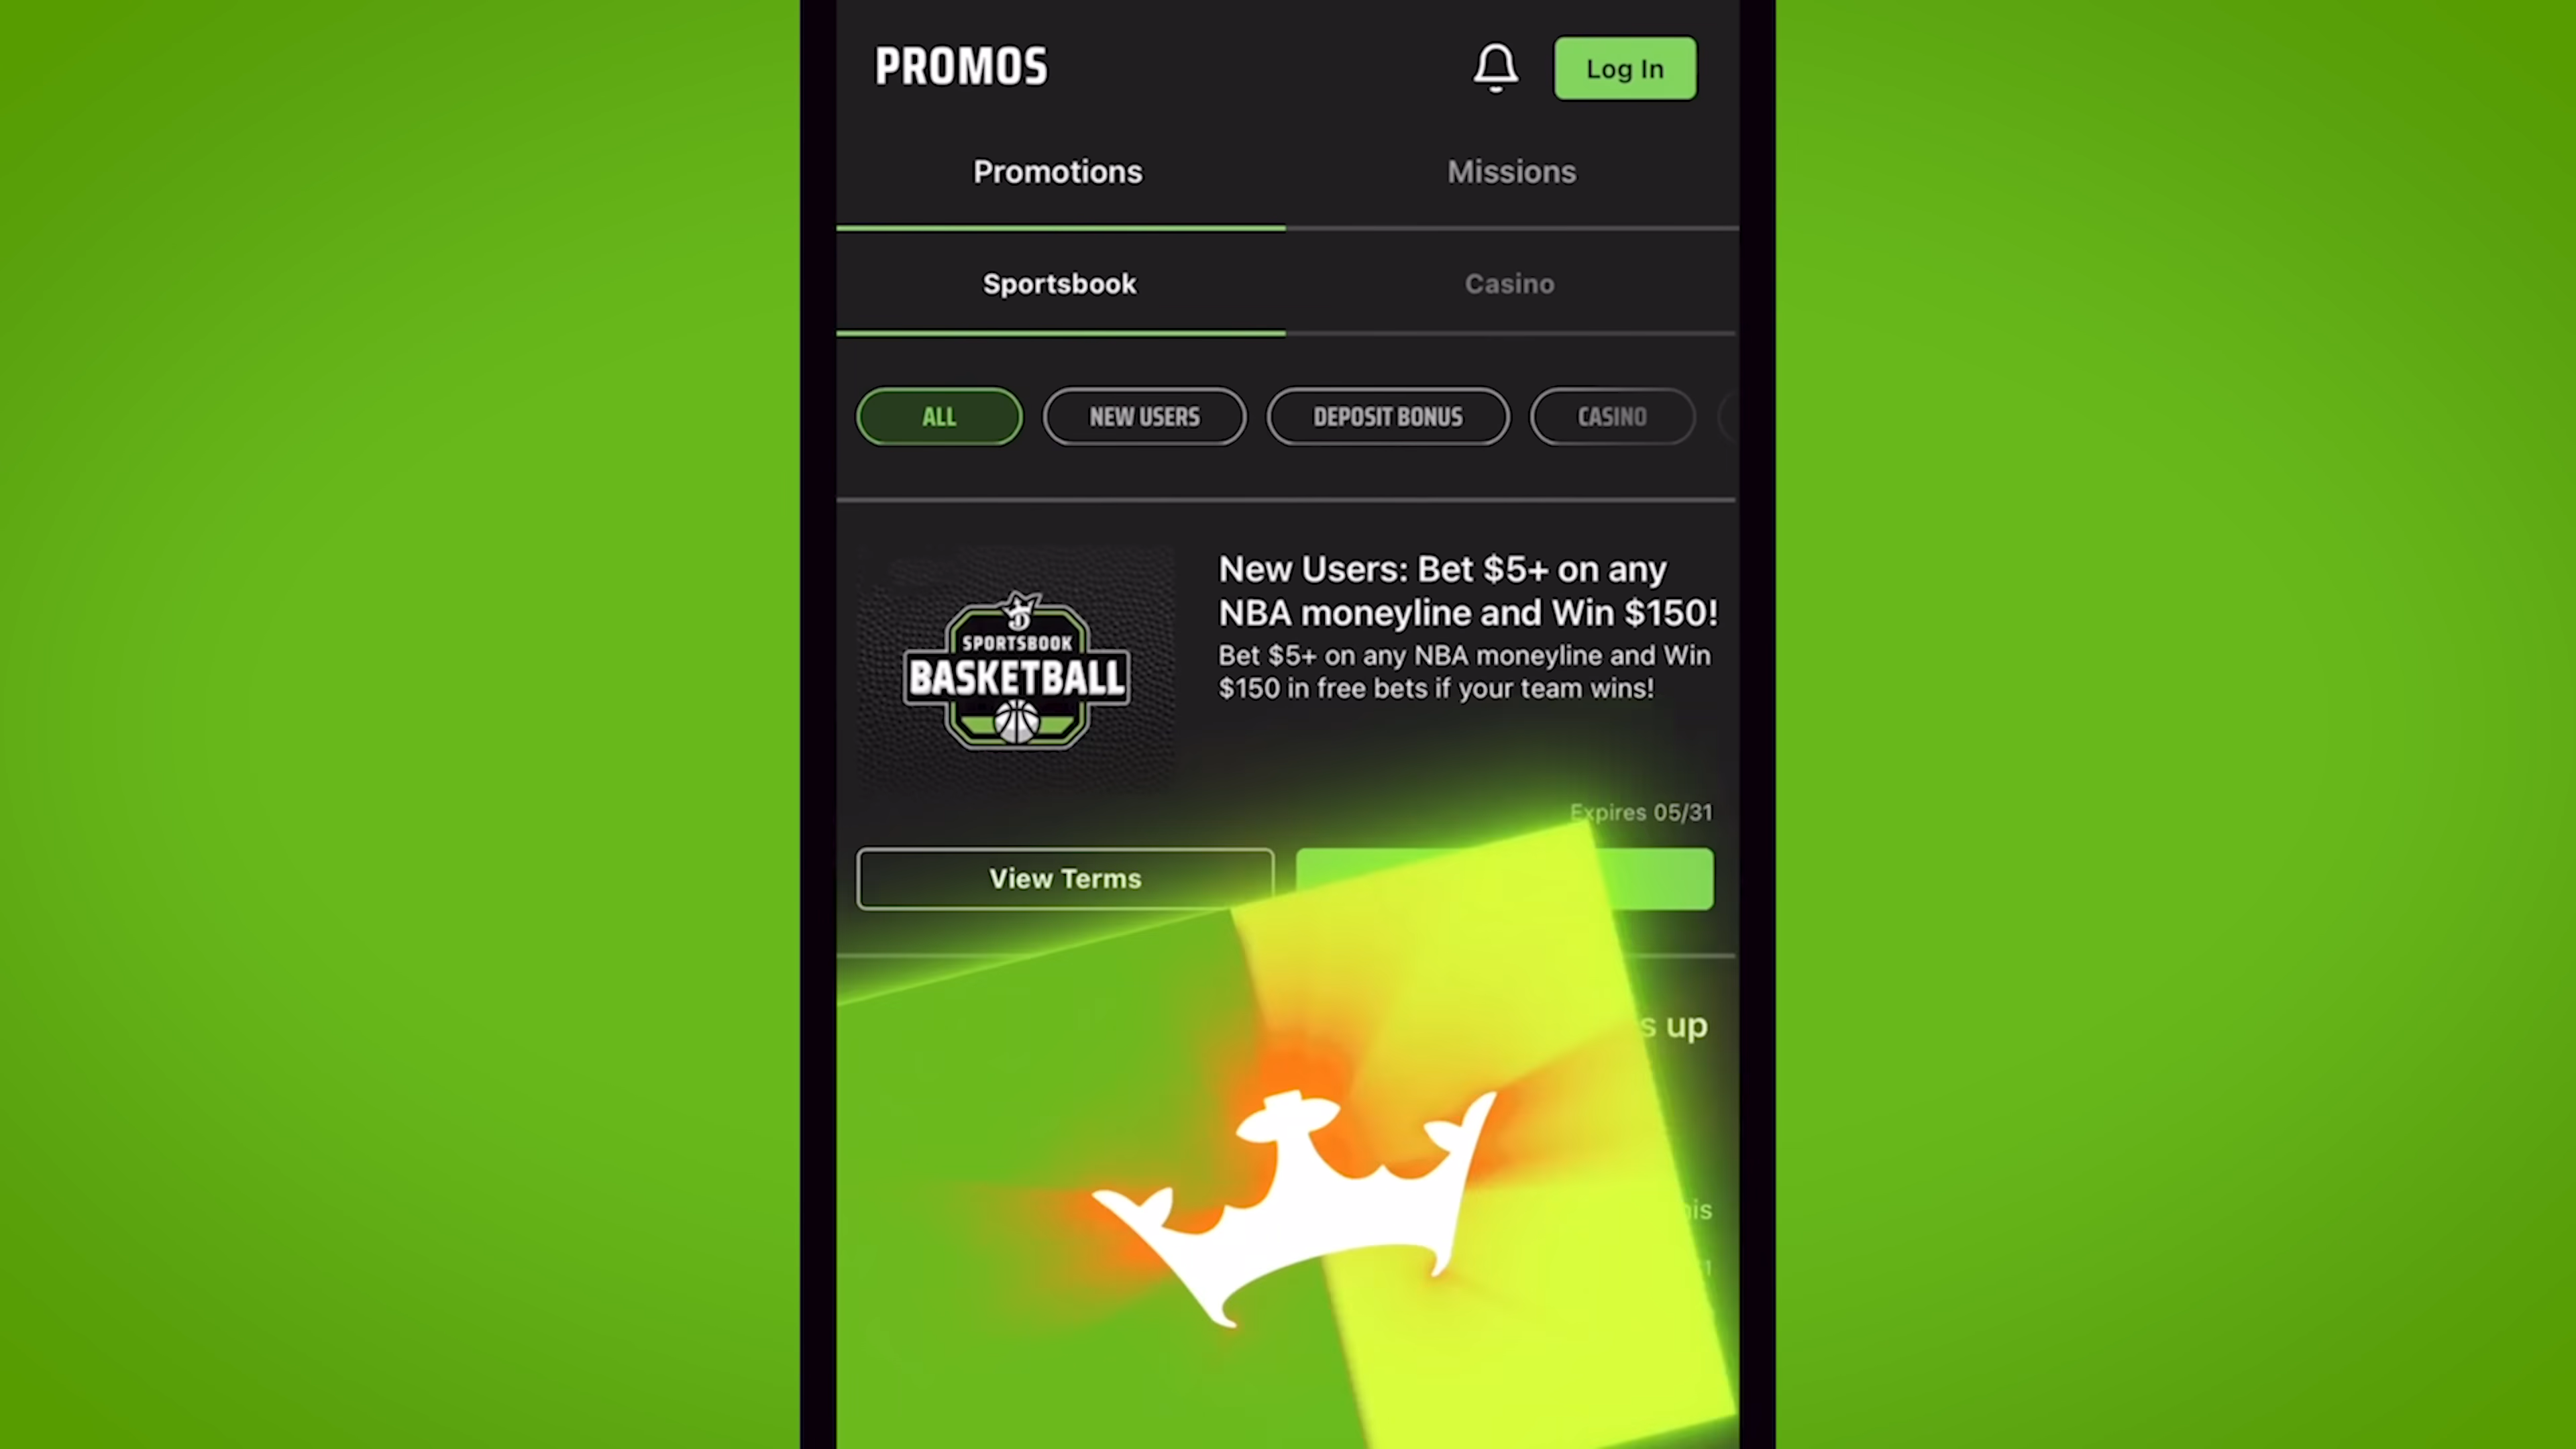 PROMOS
Log In
Promotions
Missions
Sportsbook
Casino
ALL
NEW USERS
DEPOSIT BONUS
CASINO
New Users: Bet $5+ on any
NBA moneyline and Win $150!
Bet $5+ on any NBA moneyline and Win
$150 in free bets if your team wins!
SPORTSBOOK
BASKETBALL
Expires 05/31
View Terms
up